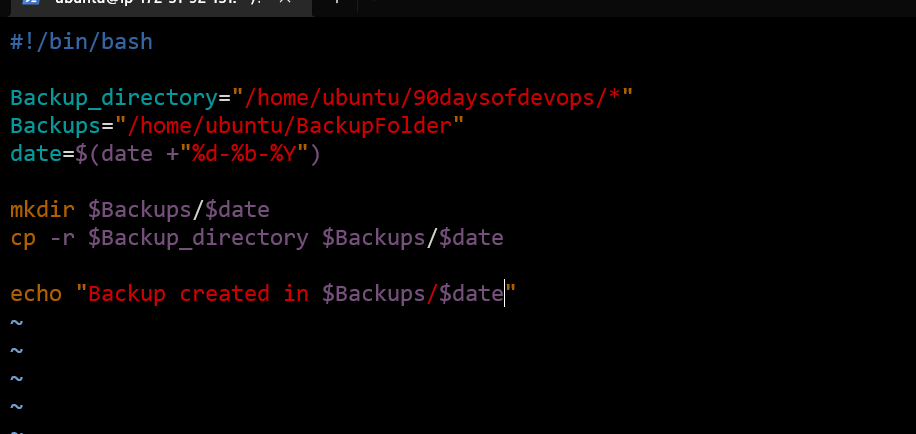 #!/bin/bash
Backup_directory="/home/ubuntu/90daysofdevops/*"
Backups="/home/ubuntu/BackupFolder"
date=$(date +"%d-%b-%Y")
mkdir $Backups/$date
cp -r $Backup_directory $Backups/$date
echo "Backup created in $Backups/$date"
~
~
~
~
~